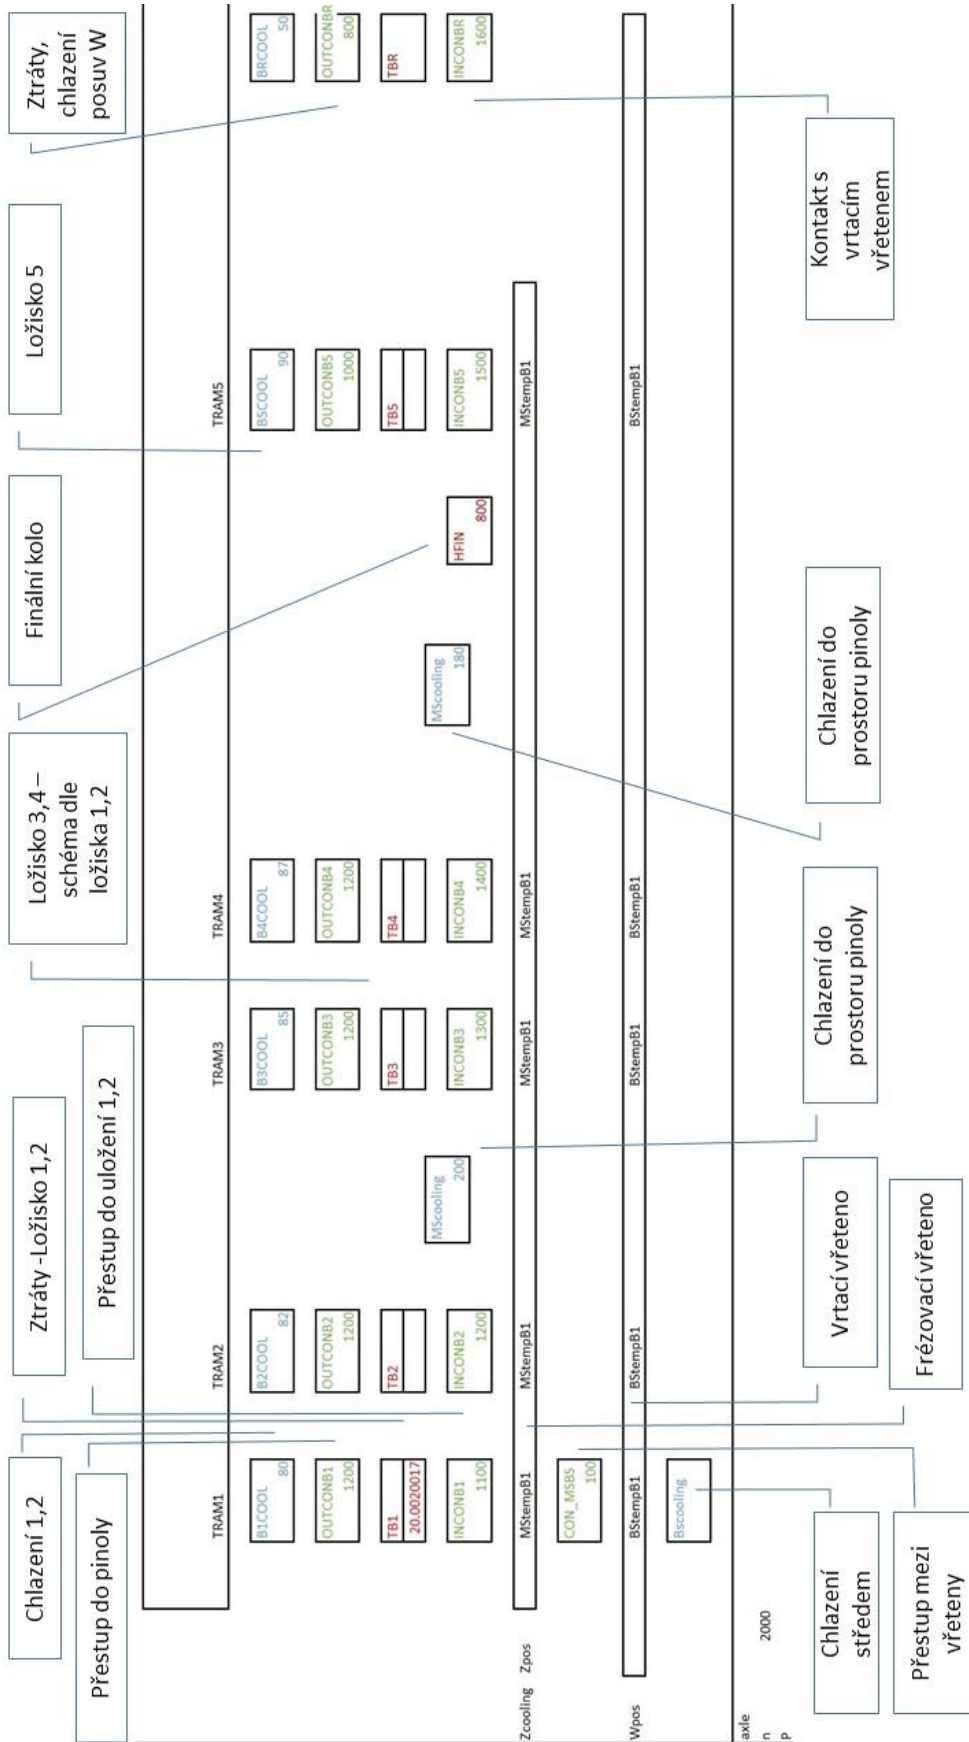 Chlazení 1,2
Ztráty -Ložisko 1,2
Ložisko 3,4 –
schéma dle
ložiska 1,2
Finální kolo
Ložisko 5
Ztráty,
chlazení
posuv W
Přestup do pinoly
Přestup do uložení 1,2
TRAM1
TRAM2
TRAM3
TRAM4
TRAM5
B1COOL
80
B2COOL
82
B3COOL
85
B4COOL
87
B5COOL
90
BRCOOL
50
OUTCONB1
1200
OUTCONB2
1200
OUTCONB3
1200
OUTCONB4
1200
OUTCONB5
1000
OUTCONBR
800
TB1
20.0020017
TB2
TB3
TB4
TB5
TBR
INCONB1
1100
INCONB2
1200
MScooling
200
INCONB3
1300
INCONB4
1400
MScooling
180
HFIN
800
INCONB5
1500
INCONBR
1600
Zcooling Zpos
MStempB1
MStempB1
MStempB1
MStempB1
MStempB1
CON_MSBS
100
Wpos
BStempB1
BStempB1
BStempB1
BStempB1
BStempB1
Bscooling
axle
n 2000
P
Chlazení
středem
Vrtací vřeteno
Chlazení do
prostoru pinoly
Chlazení do
prostoru pinoly
Kontakt s
vrtacím
vřetenem
Přestup mezi
vřeteny
Frézovací vřeteno